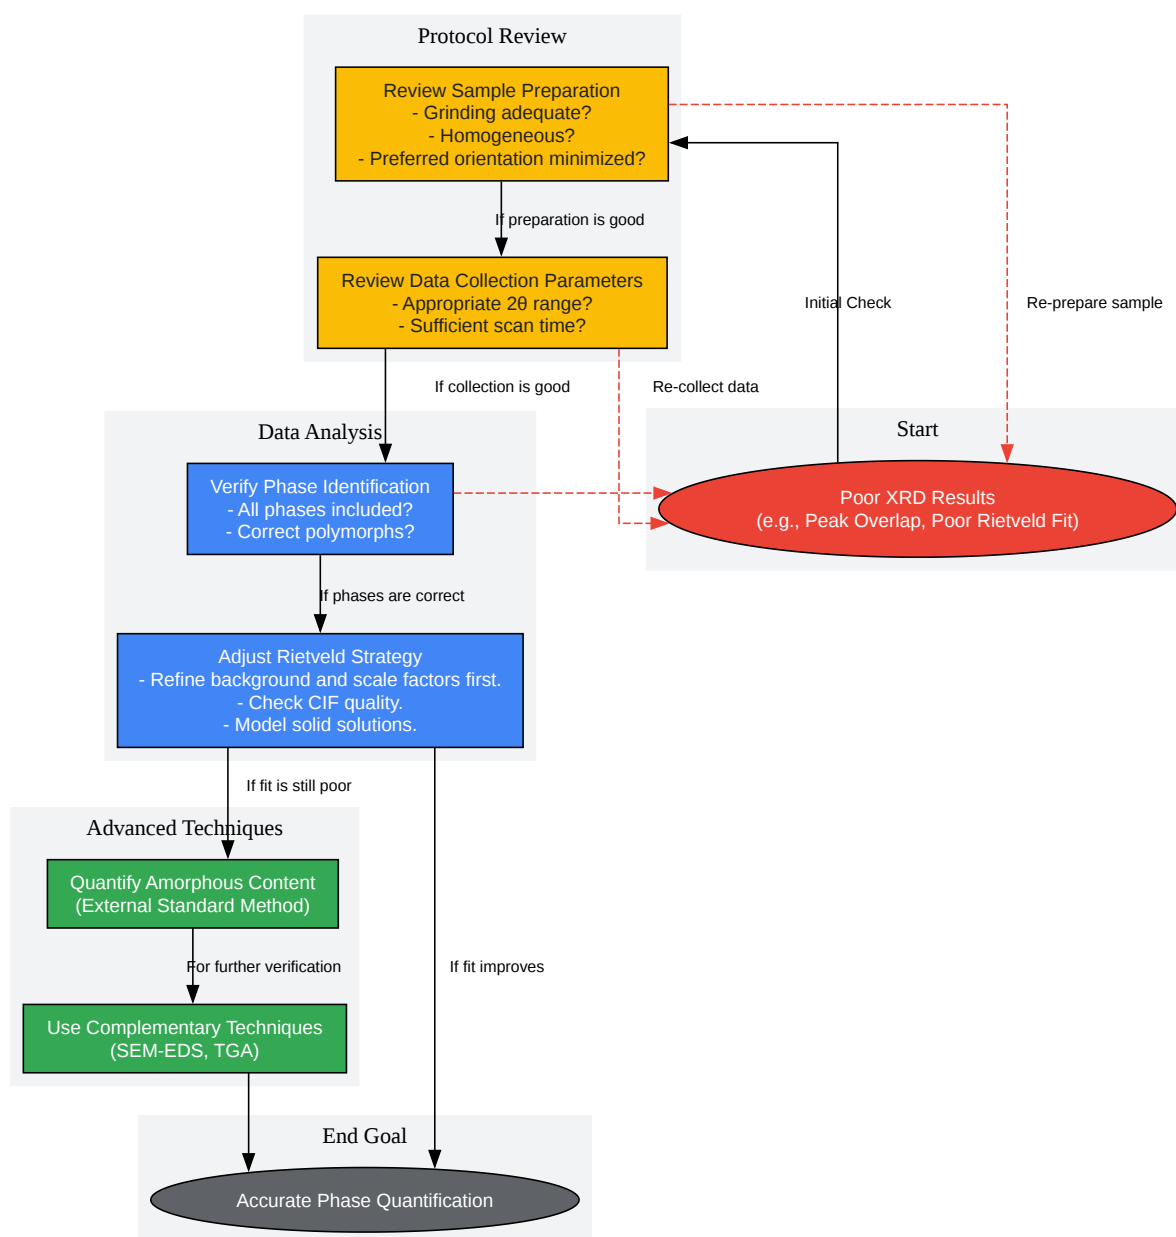 Protocol Review
Review Sample Preparation
- Grinding adequate?
- Homogeneous?
- Preferred orientation minimized?
If preparation is good
Review Data Collection Parameters
- Appropriate 2θ range?
- Sufficient scan time?
Initial Check
Re-prepare sample
If collection is good
Re-collect data
Start
Poor XRD Results
(e.g., Peak Overlap, Poor Rietveld Fit)
Data Analysis
Verify Phase Identification
- All phases included?
- Correct polymorphs?
If phases are correct
Adjust Rietveld Strategy
- Refine background and scale factors first.
- Check CIF quality.
- Model solid solutions.
If fit is still poor
Advanced Techniques
Quantify Amorphous Content
(External Standard Method)
For further verification
If fit improves
Use Complementary Techniques
(SEM-EDS, TGA)
End Goal
Accurate Phase Quantification